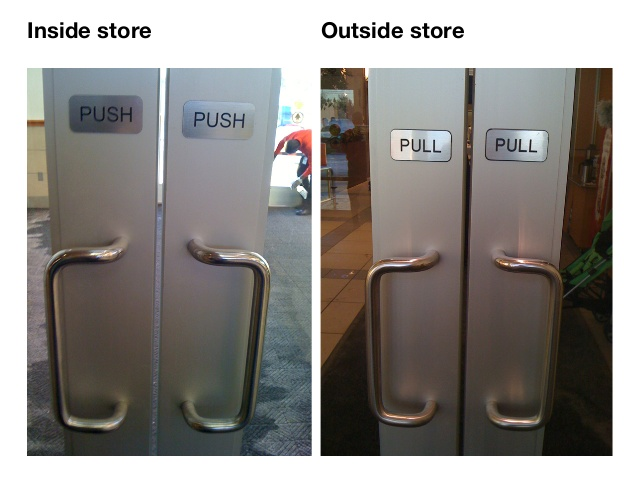 Inside store
Outside store
PUSH PUSH
PULL PULL